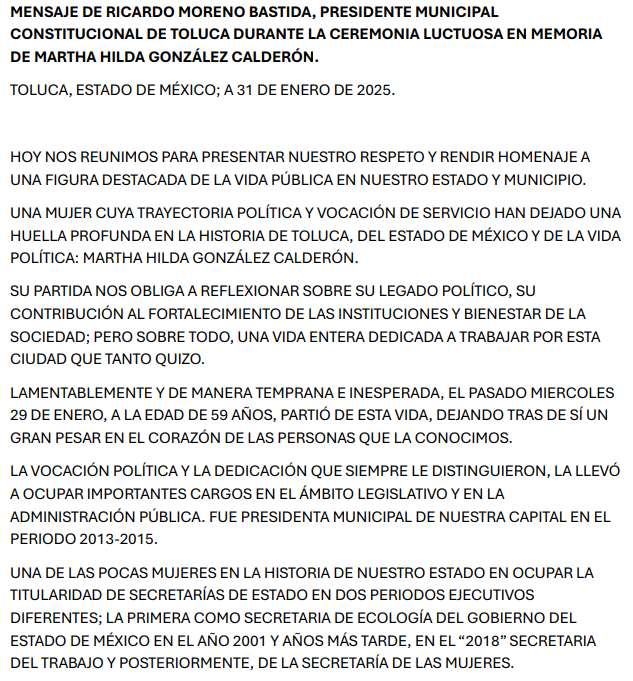 MENSAJE DE RICARDO MORENO BASTIDA, PRESIDENTE MUNICIPAL
CONSTITUCIONAL DE TOLUCA DURANTE LA CEREMONIA LUCTUOSA EN MEMORIA
DE MARTHA HILDA GONZÁLEZ CALDERÓN.
TOLUCA, ESTADO DE MÉXICO; A 31 DE ENERO DE 2025.
HOY NOS REUNIMOS PARA PRESENTAR NUESTRO RESPETO Y RENDIR HOMENAJE A
UNA FIGURA DESTACADA DE LA VIDA PÚBLICA EN NUESTRO ESTADO Y MUNICIPIO.
UNA MUJER CUYA TRAYECTORIA POLÍTICA Y VOCACIÓN DE SERVICIO HAN DEJADO UNA
HUELLA PROFUNDA EN LA HISTORIA DE TOLUCA, DEL ESTADO DE MÉXICO Y DE LA VIDA
POLÍTICA: MARTHA HILDA GONZÁLEZ CALDERÓN.
SU PARTIDA NOS OBLIGA A REFLEXIONAR SOBRE SU LEGADO POLÍTICO, SU
CONTRIBUCIÓN AL FORTALECIMIENTO DE LAS INSTITUCIONES Y BIENESTAR DE LA
SOCIEDAD; PERO SOBRE TODO, UNA VIDA ENTERA DEDICADA A TRABAJAR POR ESTA
CIUDAD QUE TANTO QUIZO.
LAMENTABLEMENTE Y DE MANERA TEMPRANA E INESPERADA, EL PASADO MIERCOLES
29 DE ENERO, A LA EDAD DE 59 AÑOS, PARTIÓ DE ESTA VIDA, DEJANDO TRAS DE SÍ UN
GRAN PESAR EN EL CORAZÓN DE LAS PERSONAS QUE LA CONOCIMOS.
LA VOCACIÓN POLÍTICA Y LA DEDICACIÓN QUE SIEMPRE LE DISTINGUIERON, LA LLEVÓ
A OCUPAR IMPORTANTES CARGOS EN EL ÁMBITO LEGISLATIVO Y EN LA
ADMINISTRACIÓN PÚBLICA. FUE PRESIDENTA MUNICIPAL DE NUESTRA CAPITAL EN EL
PERIODO 2013-2015.
UNA DE LAS POCAS MUJERES EN LA HISTORIA DE NUESTRO ESTADO EN OCUPAR LA
TITULARIDAD DE SECRETARÍAS DE ESTADO EN DOS PERIODOS EJECUTIVOS
DIFERENTES; LA PRIMERA COMO SECRETARIA DE ECOLOGÍA DEL GOBIERNO DEL
ESTADO DE MÉXICO EN EL AÑO 2001 Y AÑOS MÁS TARDE, EN EL “2018” SECRETARIA
DEL TRABAJO Y POSTERIORMENTE, DE LA SECRETARÍA DE LAS MUJERES.